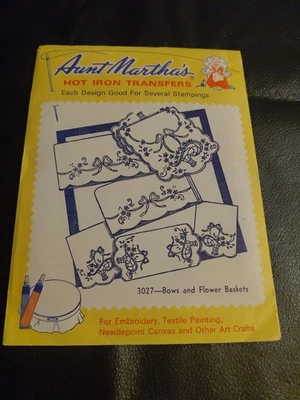 Aunt Martha's
HOT IRON TRANSFERS
Each Design Good For Several Stampings
3027—Bows and Flower Baskets
For Embroidery, Textile Painting,
Needlepoint Canvas and Other Art Crafts